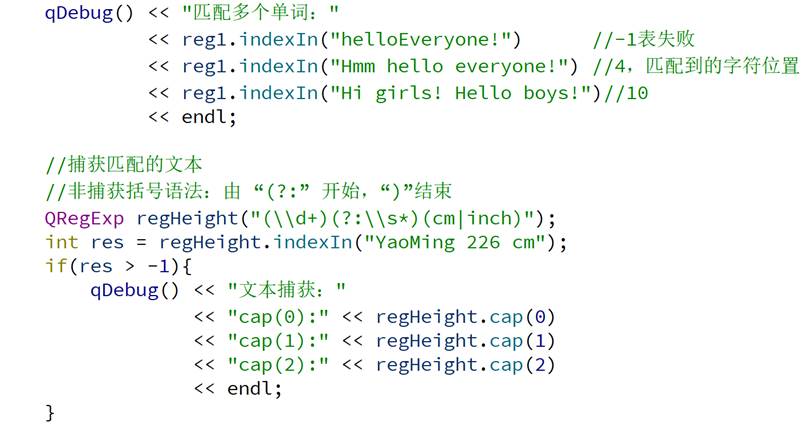 qDebug() << "匹配多个单词："
<< reg1.indexIn("helloEveryone!") //-1表失败
<< reg1.indexIn("Hmm hello everyone!") //4，匹配到的字符位置
<< reg1.indexIn("Hi girls! Hello boys!")//10
<< endl;
//捕获匹配的文本
//非捕获括号语法：由 “(?:” 开始，“)”结束
QRegExp regHeight("(\\d+)(?:\\s*)(cm|inch)");
int res = regHeight.indexIn("YaoMing 226 cm");
if(res > -1){
qDebug() << "文本捕获："
<< "cap(0):" << regHeight.cap(0)
<< "cap(1):" << regHeight.cap(1)
<< "cap(2):" << regHeight.cap(2)
<< endl;
}